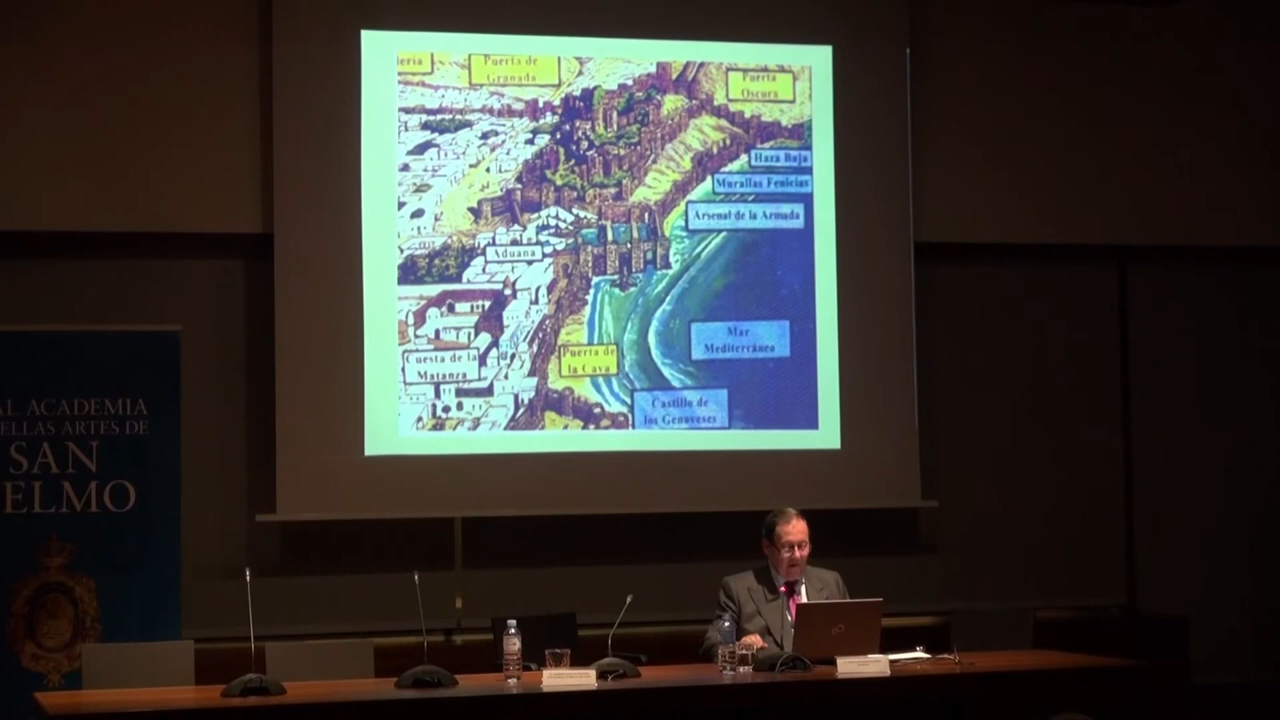 ería
Puerta de
Granada
Puerta
Oscura
Haza Baja
Murallas Fenicias
Arsenal de la Armada
Aduana
Mar
Mediterráneo
Cuesta de la
Matanza
Puerta de
la Cava
Castillo de
los Genoveses
AL ACADEMIA
ELLAS ARTES DE
SAN
ELMO